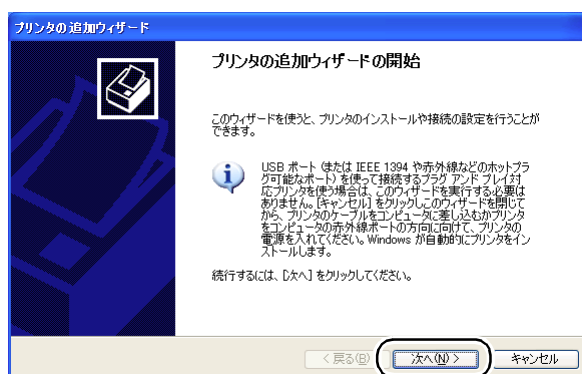 プリンタの追加ウィザード
プリンタの追加ウィザードの開始
このウィザードを使うと、プリンタのインストールや接続の設定を行うことが
できます。
USB ポート (または IEEE 1394 や赤外線などのホットプラ
グ可能なポート) を使って接続するプラグ アンド プレイ対
応プリンタを使う場合は、このウィザードを実行する必要は
ありません。[キャンセル] をクリックしこのウィザードを閉じて
から、プリンタのケーブルをコンピュータに差し込むかプリンタ
をコンピュータの赤外線ポートの方向に向けて、プリンタの
電源を入れてください。Windows が自動的にプリンタをイン
ストールします。
続行するには、[次へ] をクリックしてください。
< 戻る(B)
次へ(N) >
キャンセル